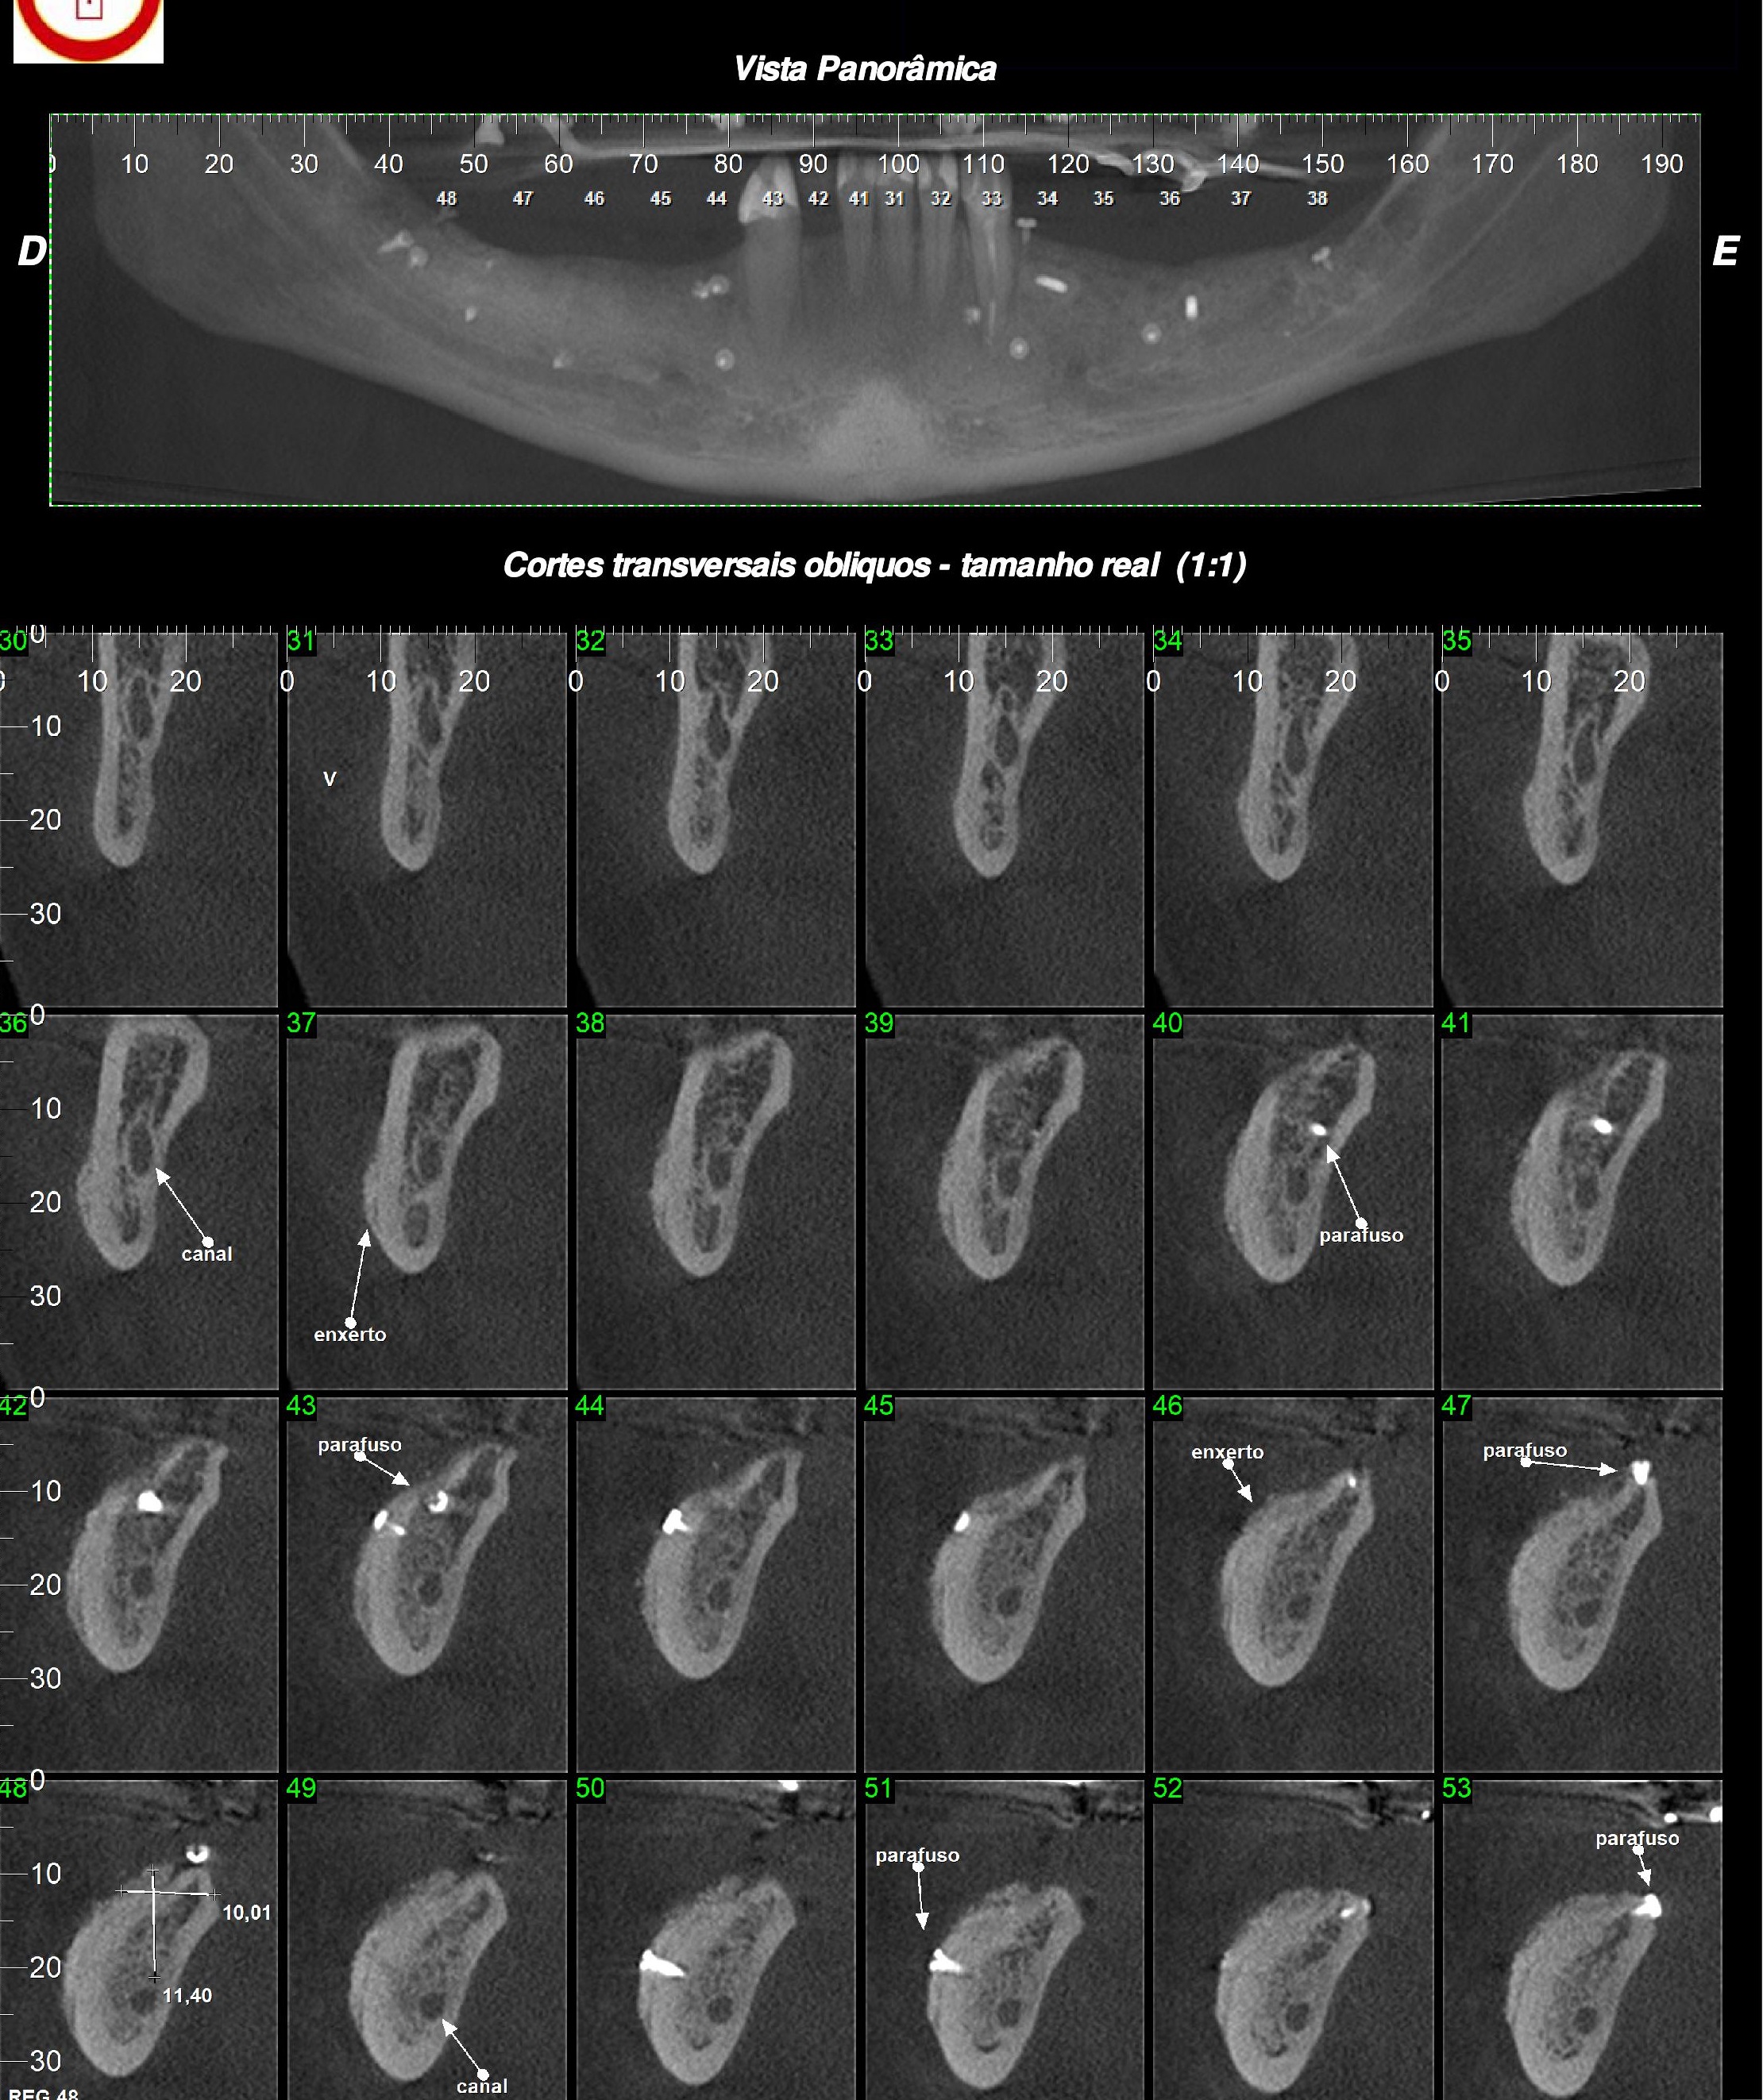 Vista Panorâmica
0 10 20 30 40 50 60 70 80 90 100 110 120 130 140 150 160 170 180 190
48 47 46 45 44 43 42 41 31 32 33 34 35 36 37 38
D E
Cortes transversais obliquos - tamanho real (1:1)
30 31 32 33 34 35
0
0 10 20 0 10 20 0 10 20 0 10 20 0 10 20 0 10 20
10
V
20
30
36 37 38 39 40 41
0
10
20
parafuso
canal
30
enxerto
42 43 44 45 46 47
0
parafuso
enxerto
parafuso
10
20
30
48 49 50 51 52 53
0
parafuso
parafuso
10
10,01
20
11,40
30
canal
REG 48